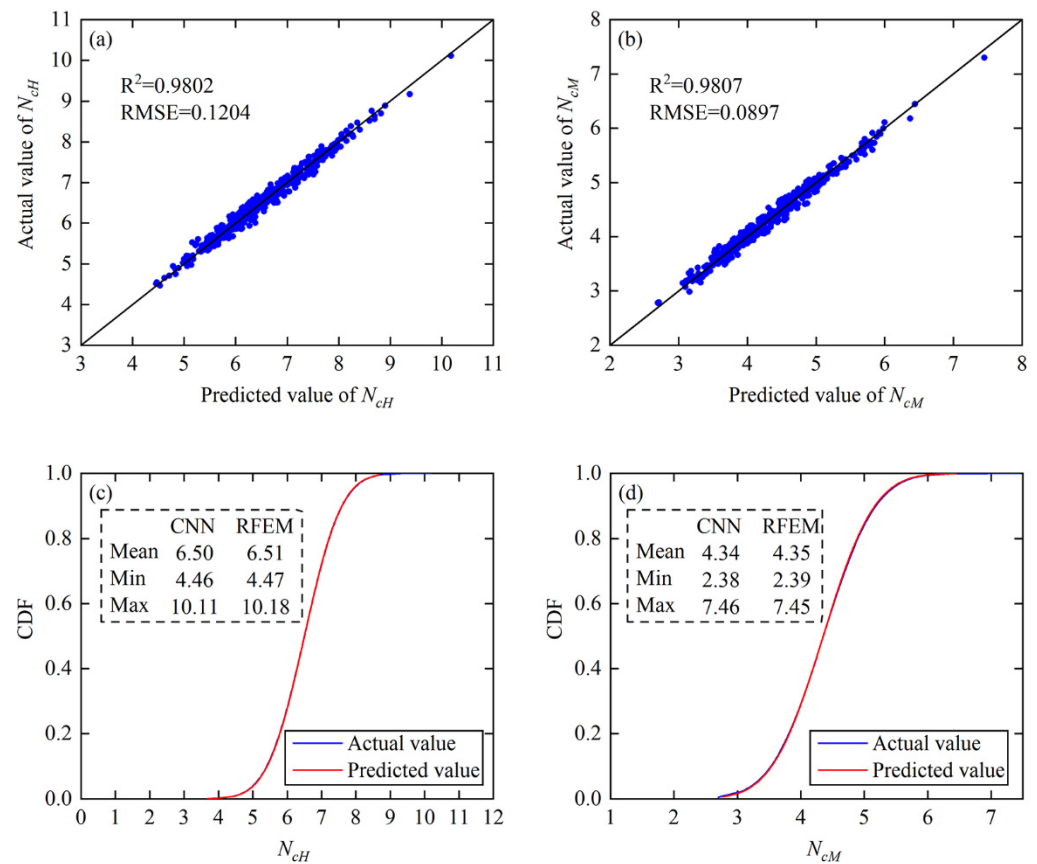 (a)
R²=0.9802
RMSE=0.1204
Actual value of N_cH
11
10
9
8
7
6
5
4
3
3 4 5 6 7 8 9 10 11
Predicted value of N_cH
(b)
R²=0.9807
RMSE=0.0897
Actual value of N_cM
8
7
6
5
4
3
2
2 3 4 5 6 7 8
Predicted value of N_cM
(c)
CNN RFEM
Mean 6.50 6.51
Min 4.46 4.47
Max 10.11 10.18
CDF
1.0
0.8
0.6
0.4
0.2
0.0
Actual value
Predicted value
0 1 2 3 4 5 6 7 8 9 10 11 12
N_cH
(d)
CNN RFEM
Mean 4.34 4.35
Min 2.38 2.39
Max 7.46 7.45
CDF
1.0
0.8
0.6
0.4
0.2
0.0
Actual value
Predicted value
1 2 3 4 5 6 7
N_cM